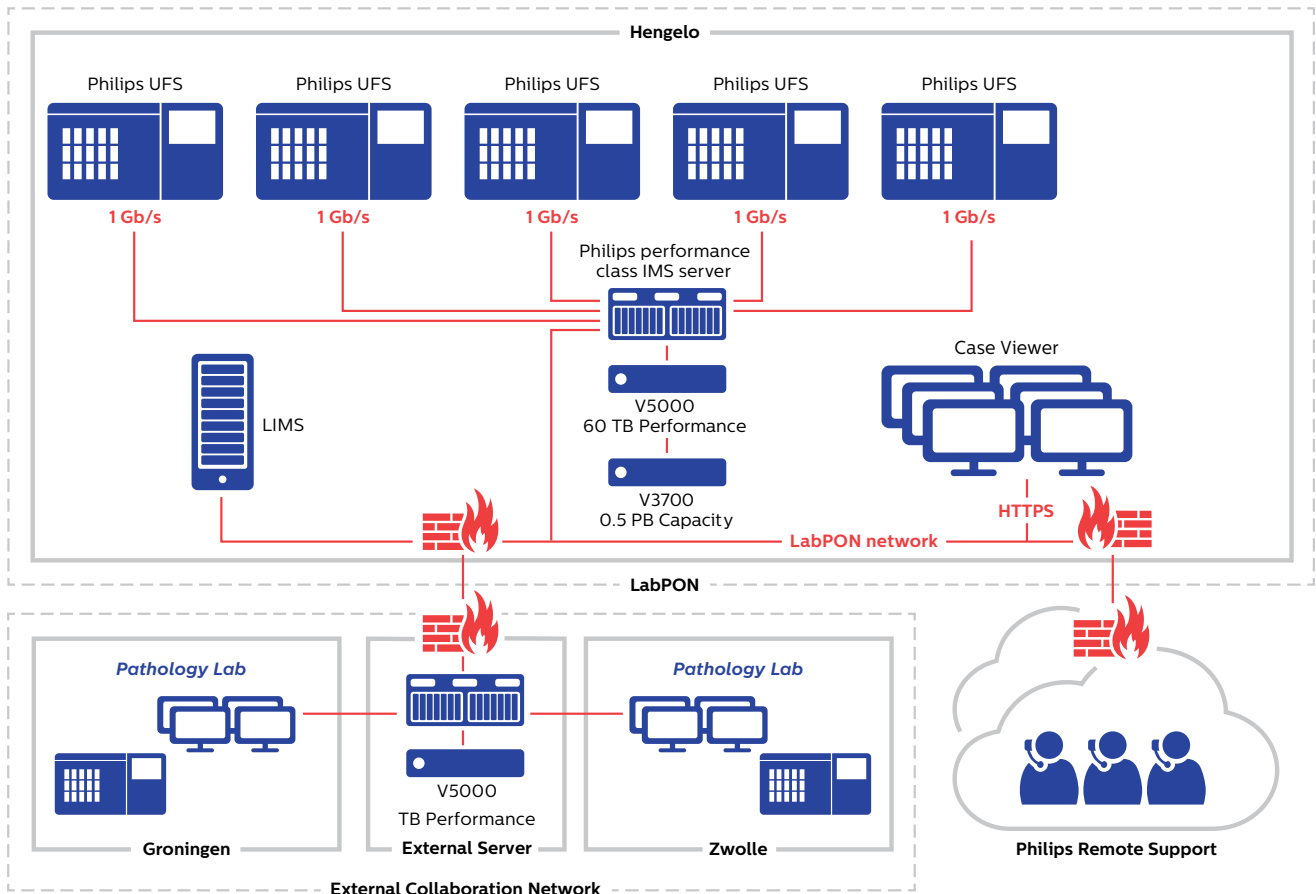 Hengelo
Philips UFS
Philips UFS
Philips UFS
Philips UFS
Philips UFS
1 Gb/s
1 Gb/s
1 Gb/s
1 Gb/s
1 Gb/s
Philips performance
class IMS server
Case Viewer
LIMS
V5000
60 TB Performance
V3700
0.5 PB Capacity
HTTPS
LabPON network
LabPON
Pathology Lab
Pathology Lab
V5000
TB Performance
Groningen
External Server
Zwolle
Philips Remote Support
External Collaboration Network